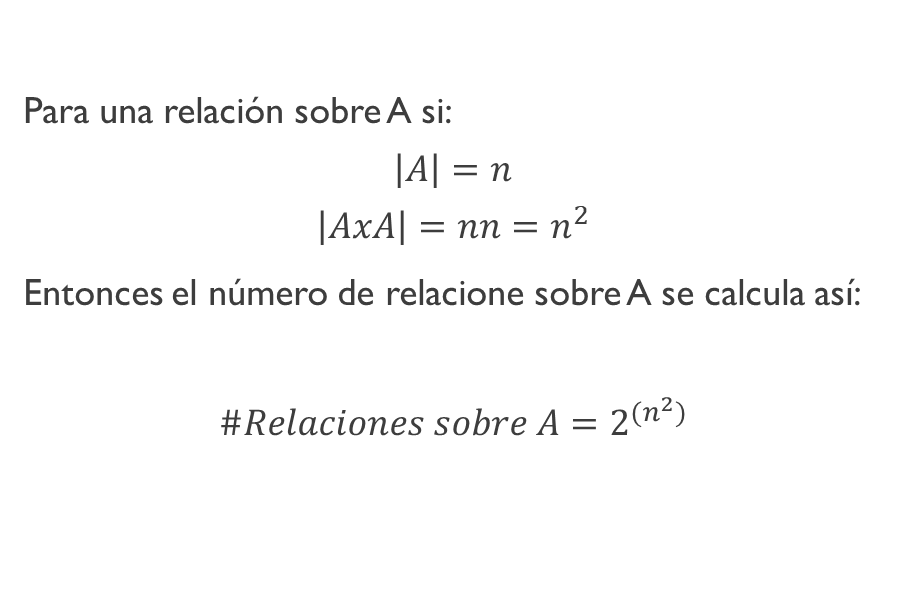 Para una relación sobre A si:
|A| = n
|AxA| = nn = n²
Entonces el número de relacione sobre A se calcula así:
#Relaciones sobre A = 2^(n²)